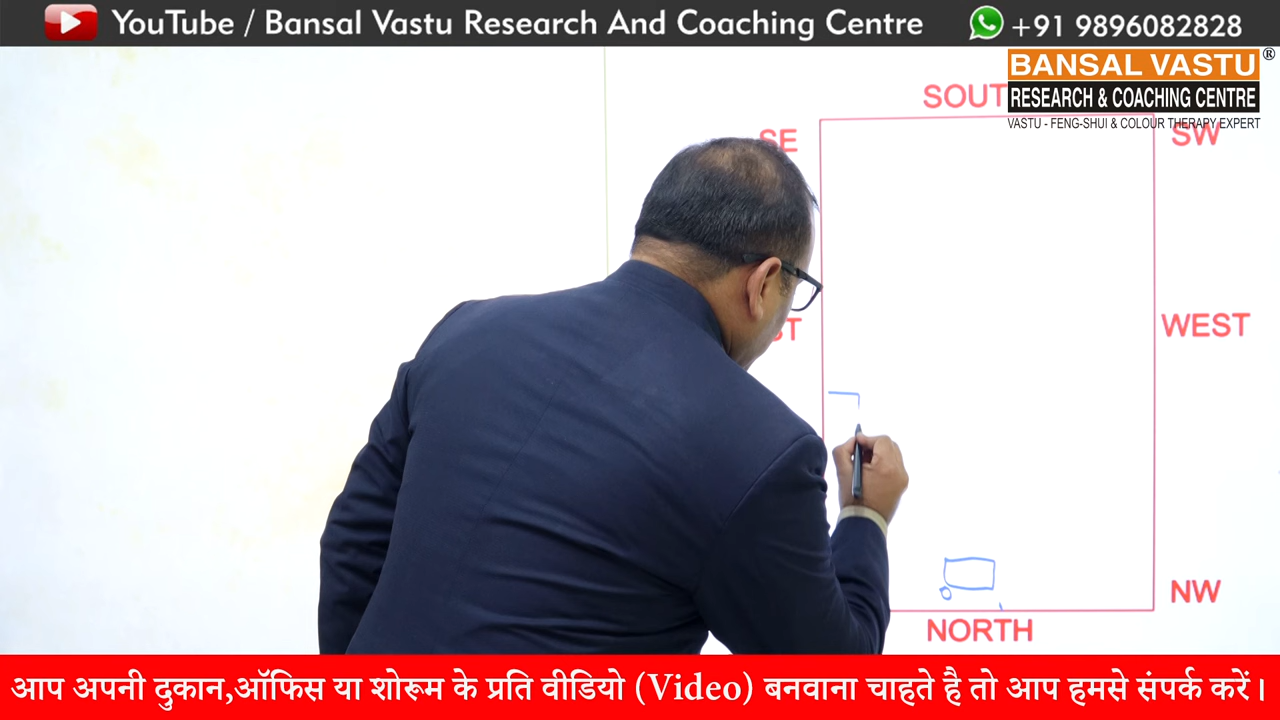 YouTube / Bansal Vastu Research And Coaching Centre
+91 9896082828
BANSAL VASTU ®
RESEARCH & COACHING CENTRE
VASTU - FENG-SHUI & COLOUR THERAPY EXPERT
SE
SW
WEST
NW
NORTH
आप अपनी दुकान,ऑफिस या शोरूम के प्रति वीडियो (Video) बनवाना चाहते है तो आप हमसे संपर्क करें।